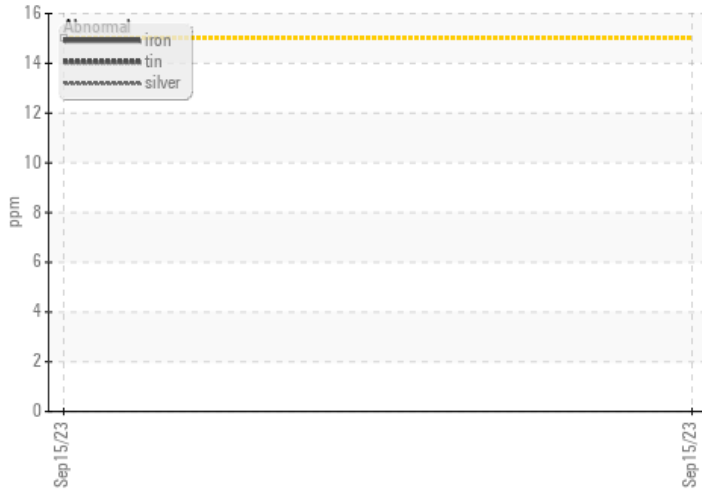 16
Abnormal
iron
14
tin
silver
12
10
ppm
8
6
4
2
0
Sep15/23
Sep15/23